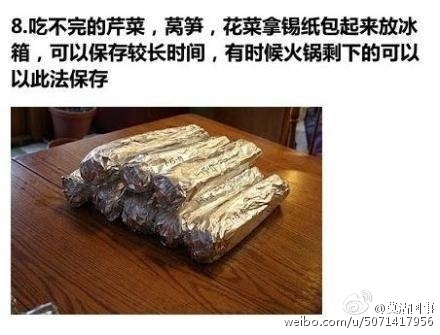 8.吃不完的芹菜，莴笋，花菜拿锡纸包起来放冰
箱，可以保存较长时间，有时候火锅剩下的可以
以此法保存
weibo.com/u/5071417956